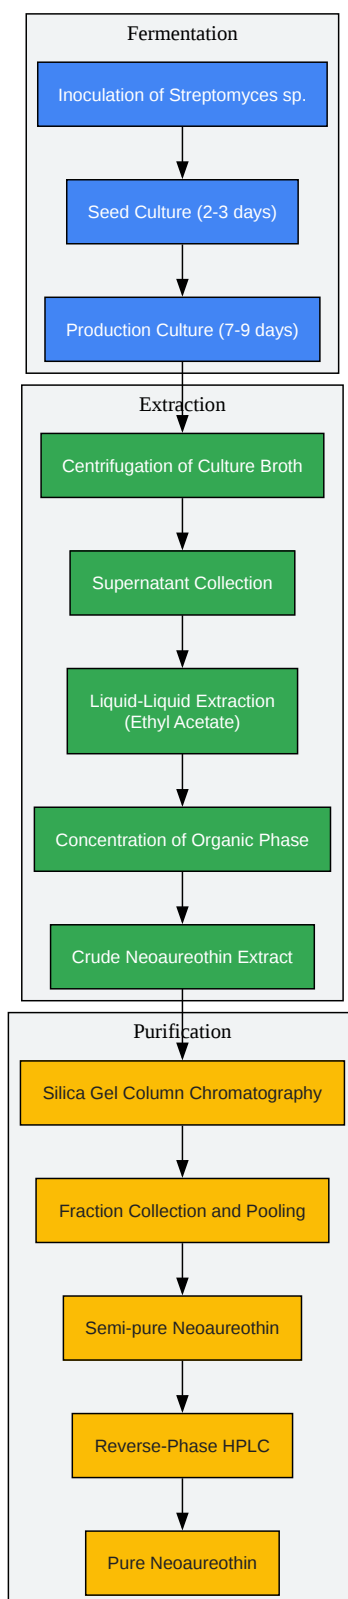 Fermentation
Inoculation of Streptomyces sp.
Seed Culture (2-3 days)
Production Culture (7-9 days)
Extraction
Centrifugation of Culture Broth
Supernatant Collection
Liquid-Liquid Extraction
(Ethyl Acetate)
Concentration of Organic Phase
Crude Neoaureothin Extract
Purification
Silica Gel Column Chromatography
Fraction Collection and Pooling
Semi-pure Neoaureothin
Reverse-Phase HPLC
Pure Neoaureothin